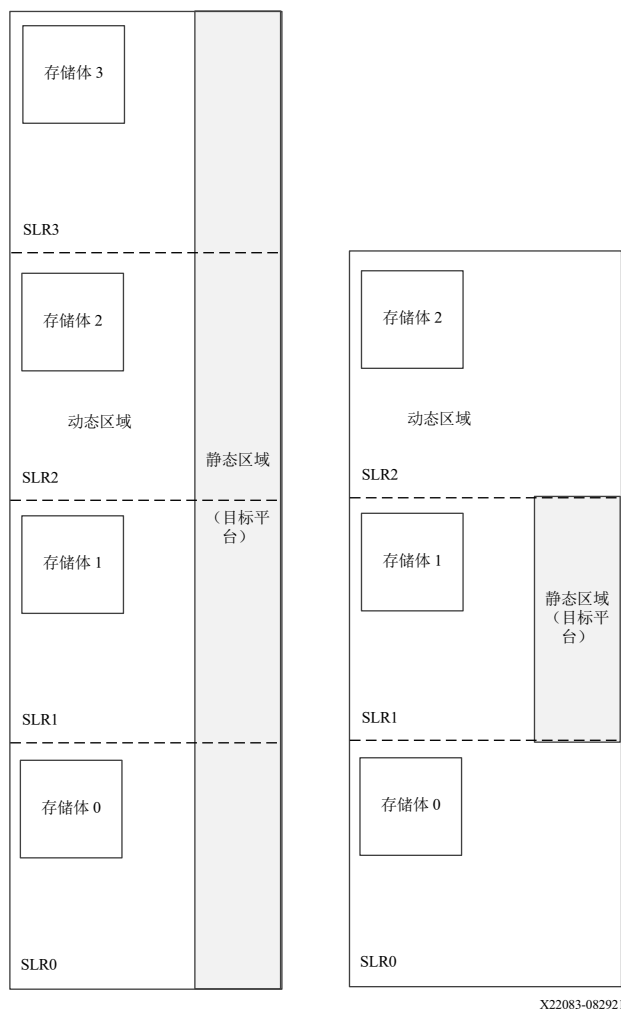 存储体 3
SLR3
存储体 2
动态区域
SLR2
静态区域
（目标平
台）
存储体 1
SLR1
存储体 0
SLR0
存储体 2
动态区域
SLR2
存储体 1
静态区域
（目标平
台）
SLR1
存储体 0
SLR0
X22083-082921